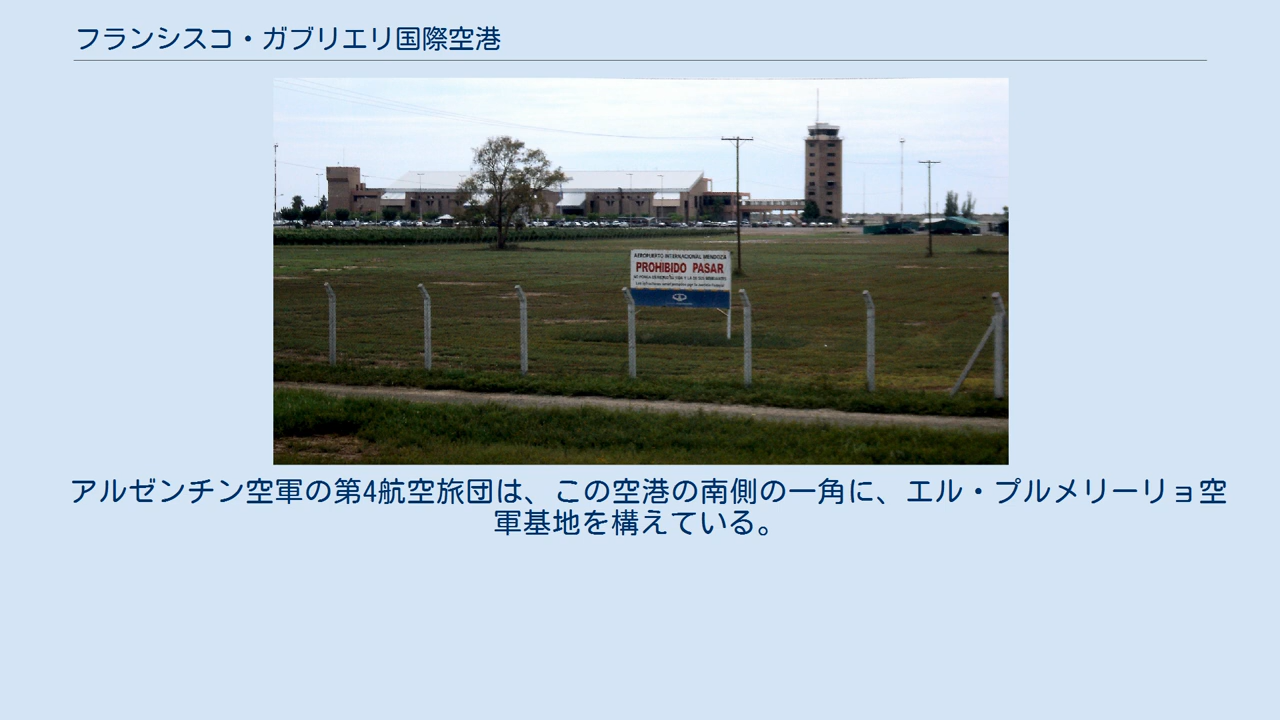 フランシスコ・ガブリエリ国際空港
AEROPUERTO INTERNACIONAL MENDOZA
PROHIBIDO PASAR
アルゼンチン空軍の第4航空旅団は、この空港の南側の一角に、エル・プルメリーリョ空
軍基地を構えている。